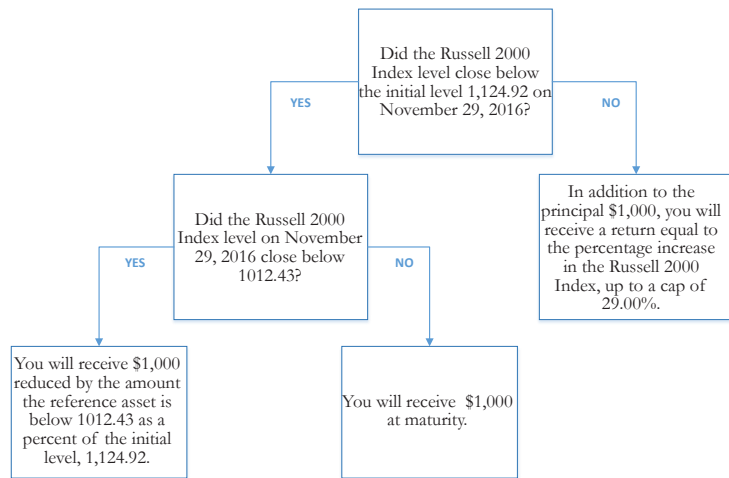 Did the Russell 2000
Index level close below
the initial level 1,124.92 on
November 29, 2016?
YES
NO
Did the Russell 2000
Index level on November
29, 2016 close below
1012.43?
In addition to the
principal $1,000, you will
receive a return equal to
the percentage increase
in the Russell 2000
Index, up to a cap of
29.00%.
YES
NO
You will receive $1,000
reduced by the amount
the reference asset is
below 1012.43 as a
percent of the initial
level, 1,124.92.
You will receive $1,000
at maturity.